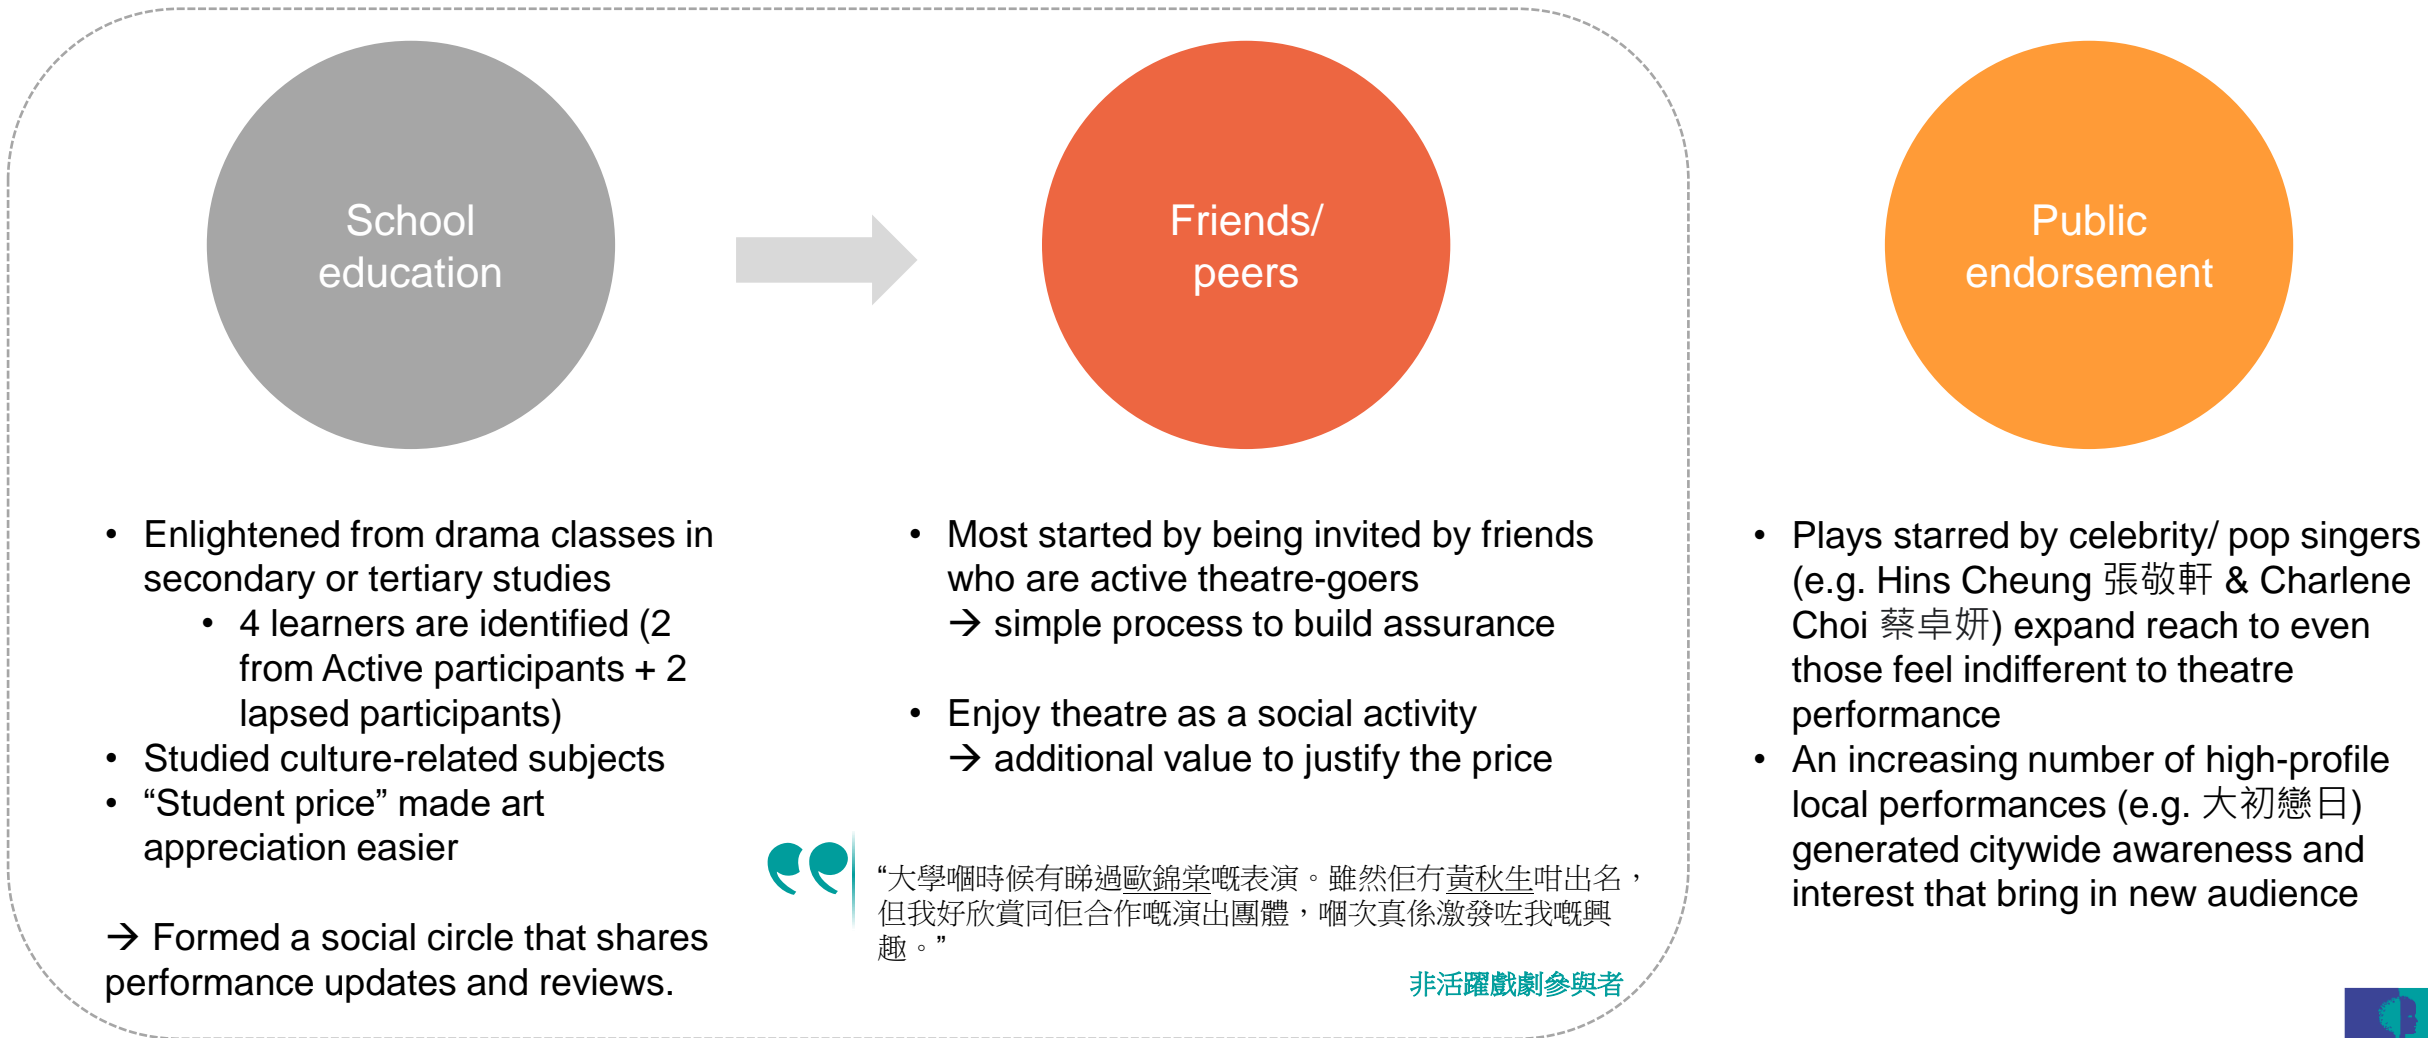 School
education
Friends/
peers
Public
endorsement
• Enlightened from drama classes in
secondary or tertiary studies
• 4 learners are identified (2
from Active participants + 2
lapsed participants)
• Studied culture-related subjects
• “Student price” made art
appreciation easier
→ Formed a social circle that shares
performance updates and reviews.
• Most started by being invited by friends
who are active theatre-goers
→ simple process to build assurance
• Enjoy theatre as a social activity
→ additional value to justify the price
“大學嗰時候有睇過歐錦棠嘅表演。雖然佢冇黃秋生咁出名，
但我好欣賞同佢合作嘅演出團體，嗰次真係激發咗我嘅興
趣。”
非活躍戲劇參與者
• Plays starred by celebrity/ pop singers
(e.g. Hins Cheung 張敬軒 & Charlene
Choi 蔡卓妍) expand reach to even
those feel indifferent to theatre
performance
• An increasing number of high-profile
local performances (e.g. 大初戀日)
generated citywide awareness and
interest that bring in new audience